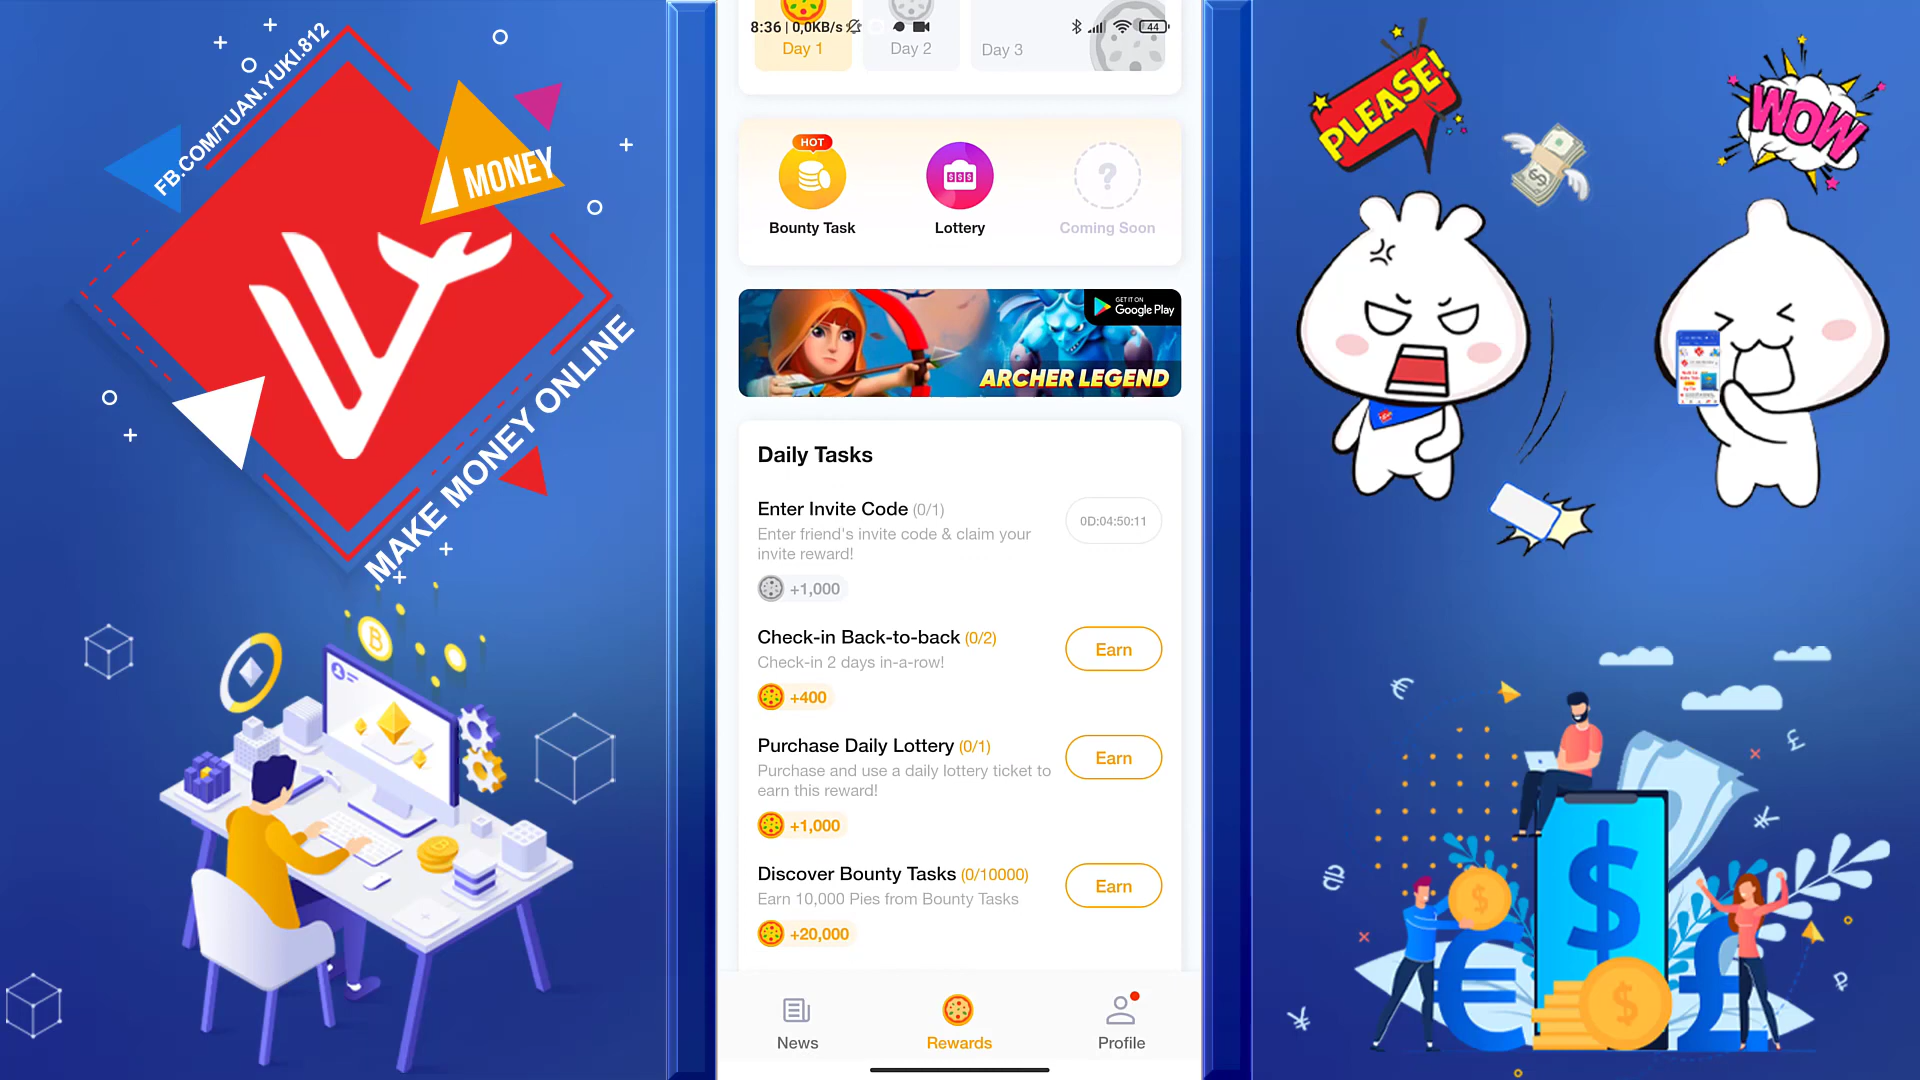 FB.COM/TUAN.YUKI.812
MONEY
MAKE MONEY ONLINE
8:36 | 0,0KB/s
44
Day 1
Day 2
Day 3
HOT
Bounty Task
Lottery
?
Coming Soon
GET IT ON
Google Play
ARCHER LEGEND
Daily Tasks
Enter Invite Code (0/1)
Enter friend's invite code & claim your
invite reward!
0D:04:50:11
+1,000
Check-in Back-to-back (0/2)
Check-in 2 days in-a-row!
Earn
+400
Purchase Daily Lottery (0/1)
Purchase and use a daily lottery ticket to
earn this reward!
Earn
+1,000
Discover Bounty Tasks (0/10000)
Earn 10,000 Pies from Bounty Tasks
Earn
+20,000
News
Rewards
Profile
PLEASE!
WOW